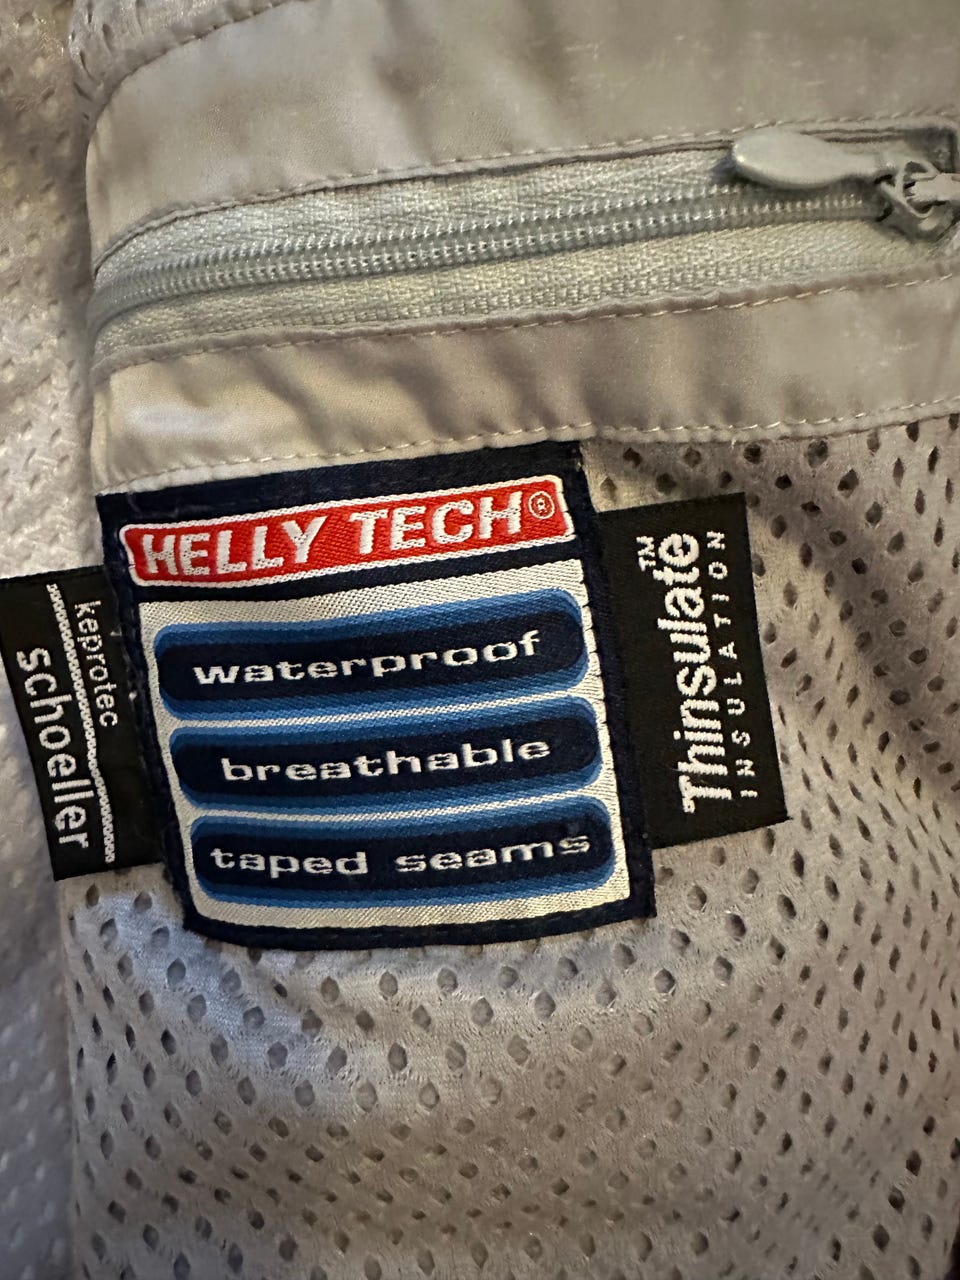 HELLY TECH®
waterproof
breathable
taped seams
keprotec
schoeller
Thinsulate™
INSULATION